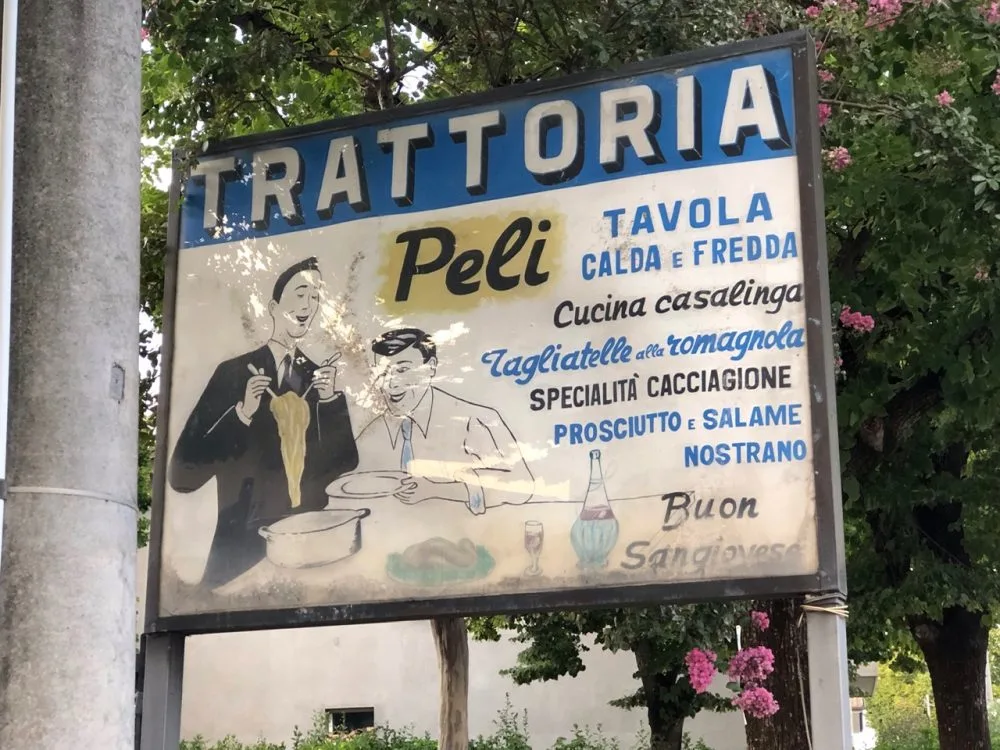 TRATTORIA
Peli
TAVOLA
CALDA E FREDDA
Cucina casalinga
Tagliatelle alla romagnola
SPECIALITÀ CACCIAGIONE
PROSCIUTTO E SALAME
NOSTRANO
Buon
Sangiovese